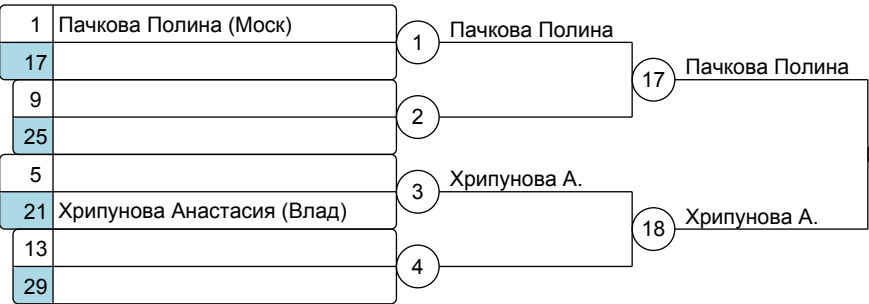 1 Пачкова Полина (Моск)
17
1 Пачкова Полина
9
25
2
17 Пачкова Полина
5
21 Хрипунова Анастасия (Влад)
3 Хрипунова А.
13
29
4
18 Хрипунова А.